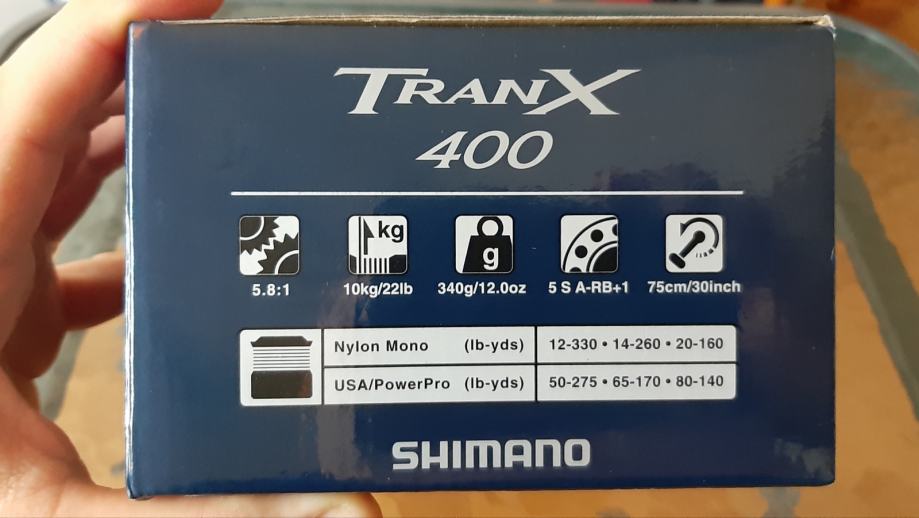 TRANX
400
kg
g
5.8:1 10kg/22lb 340g/12.0oz 5 S A-RB+1 75cm/30inch
Nylon Mono (lb-yds) 12-330 • 14-260 • 20-160
USA/PowerPro (lb-yds) 50-275 • 65-170 • 80-140
SHIMANO